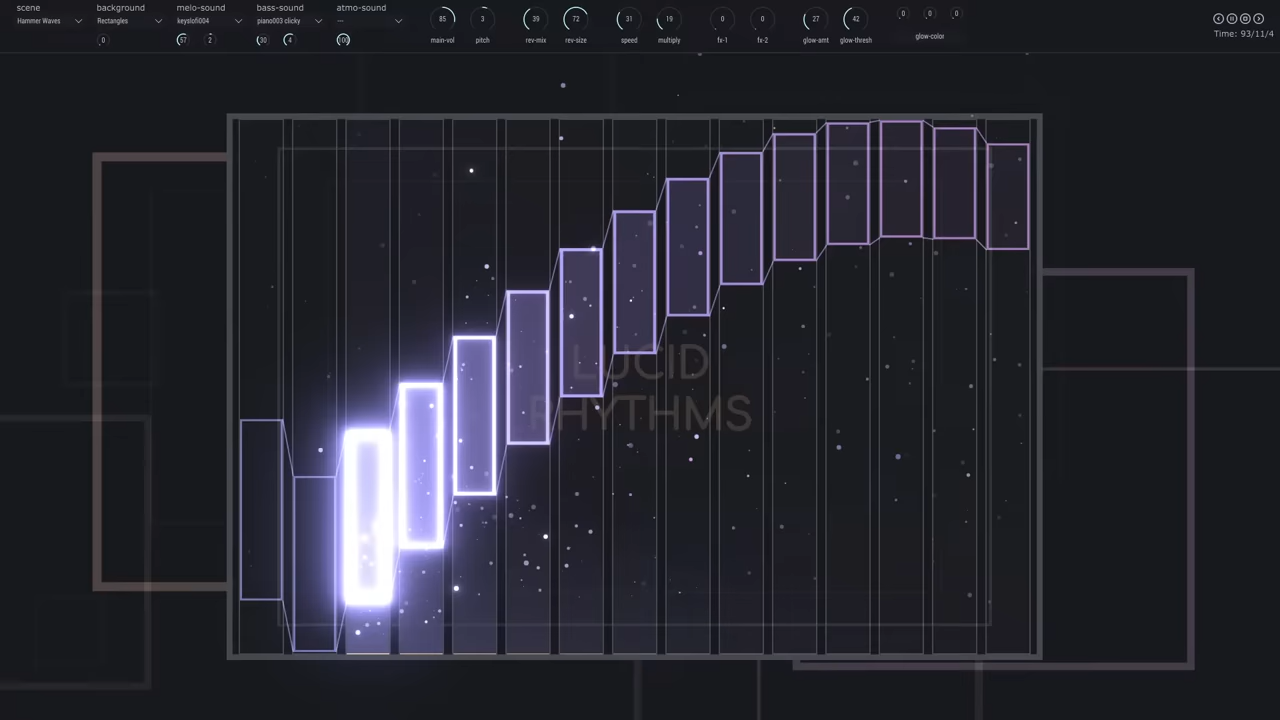 scene background melo-sound bass-sound atmo-sound
Hammer Waves Rectangles keyslofi004 piano003 clicky ---
0 57 2 30 4 100
85 3 39 72 31 19 0 0 27 42 0 0 0
main-vol pitch rev-mix rev-size speed multiply fx-1 fx-2 glow-amt glow-thresh glow-color
Time: 93/11/4
LUCID
RHYTHMS